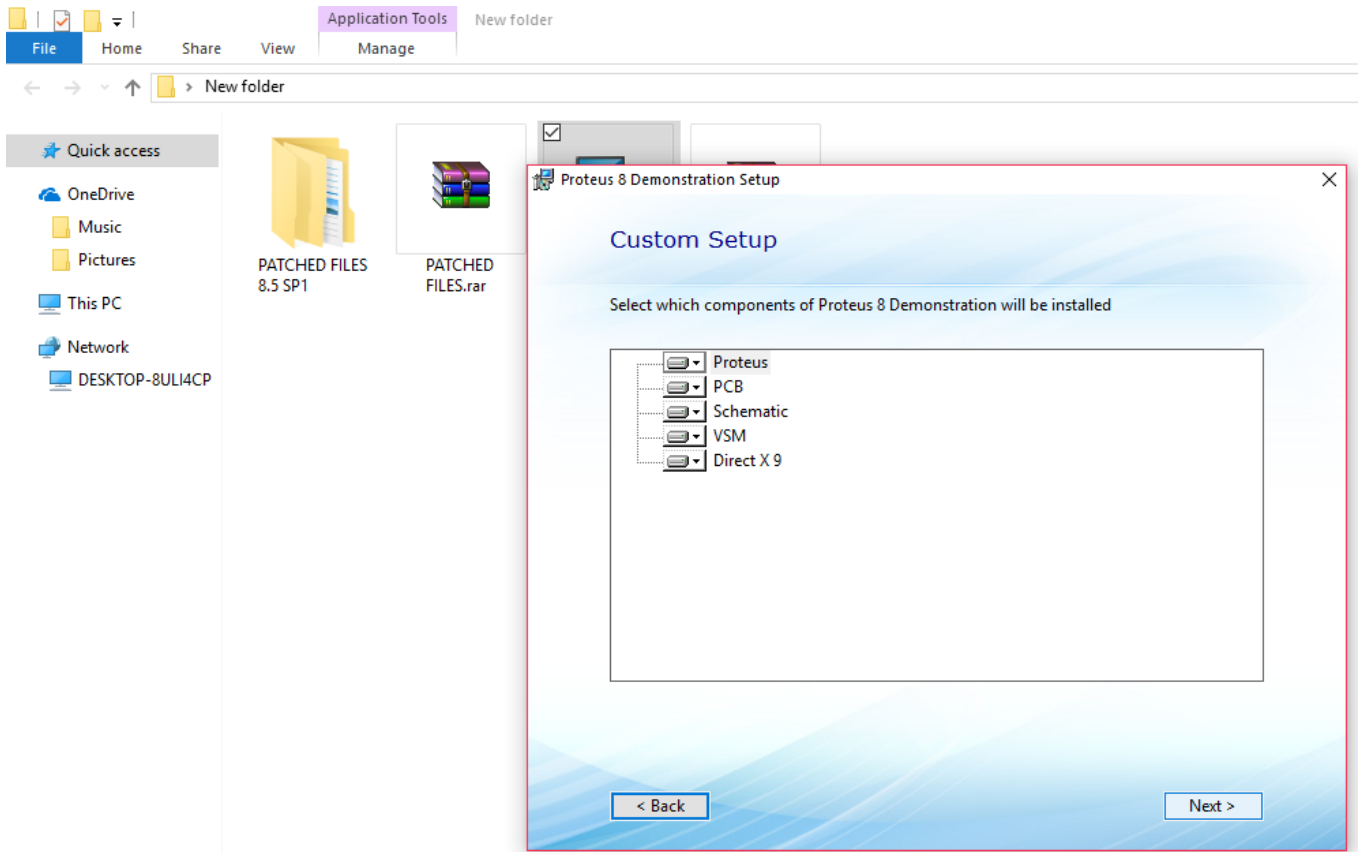 Application Tools New folder
File Home Share View Manage
New folder
Quick access
OneDrive
Music
Pictures
This PC
Network
DESKTOP-8ULI4CP
PATCHED FILES
8.5 SP1
PATCHED
FILES.rar
Proteus 8 Demonstration Setup
Custom Setup
Select which components of Proteus 8 Demonstration will be installed
Proteus
PCB
Schematic
VSM
Direct X 9
< Back Next >